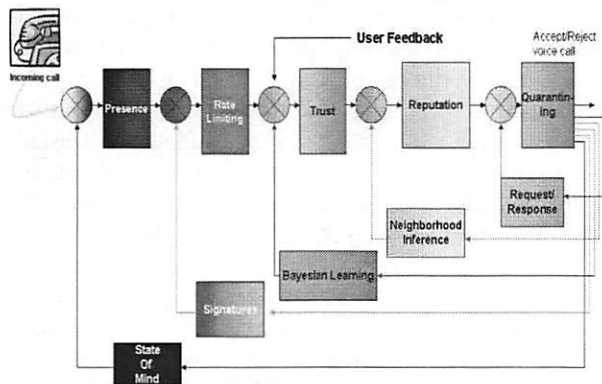 User Feedback
Accept/Reject
voice call
Incoming call
Presence
Rate
Limiting
Trust
Reputation
Quarantin-
ing
Request/
Response
Neighborhood
Inference
Bayesian Learning
Signatures
State
Of
Mind